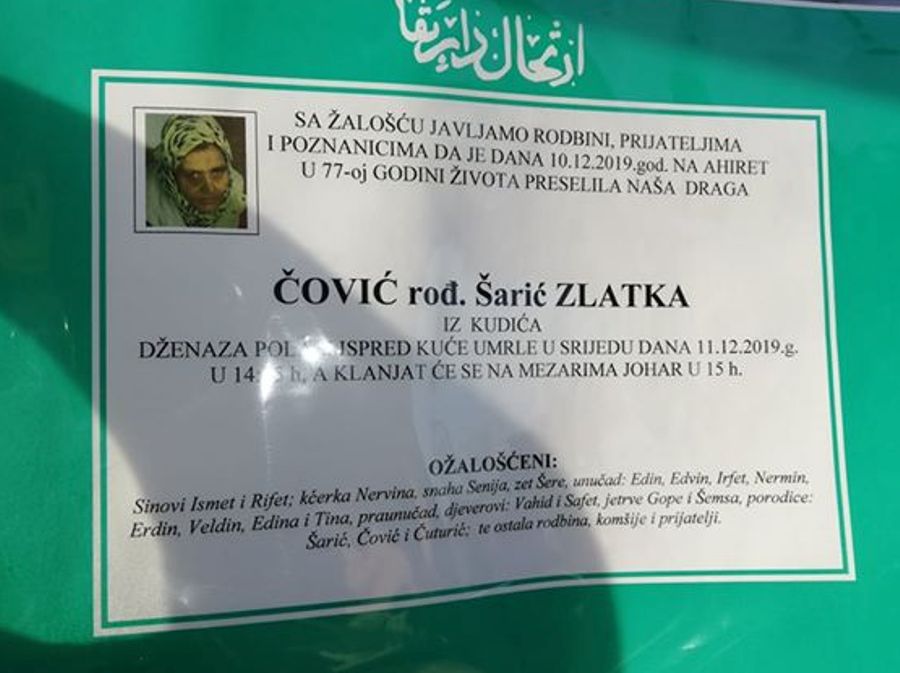 ارتحال دار بقا
SA ŽALOŠĆU JAVLJAMO RODBINI, PRIJATELJIMA
I POZNANICIMA DA JE DANA 10.12.2019.god. NA AHIRET
U 77-oj GODINI ŽIVOTA PRESELILA NAŠA DRAGA
ČOVIĆ rođ. Šarić ZLATKA
IZ KUDIĆA
DŽENAZA ISPRED KUĆE UMRLE U SRIJEDU DANA 11.12.2019.g.
U h, A KLANJAT ĆE SE NA MEZARIMA JOHAR U 15 h.
OŽALOŠĆENI:
Sinovi Ismet i Rifet; kčerka Nervina, snaha Senija, zet Šere, unučad: Edin, Edvin, Irfet, Nermin,
Erdin, Veldin, Edina i Tina, praunučad, djeverovi: Vahid i Safet, jetrve Gope i Šemsa, porodice:
Šarić, Čović i Čuturić; te ostala rodbina, komšije i prijatelji.